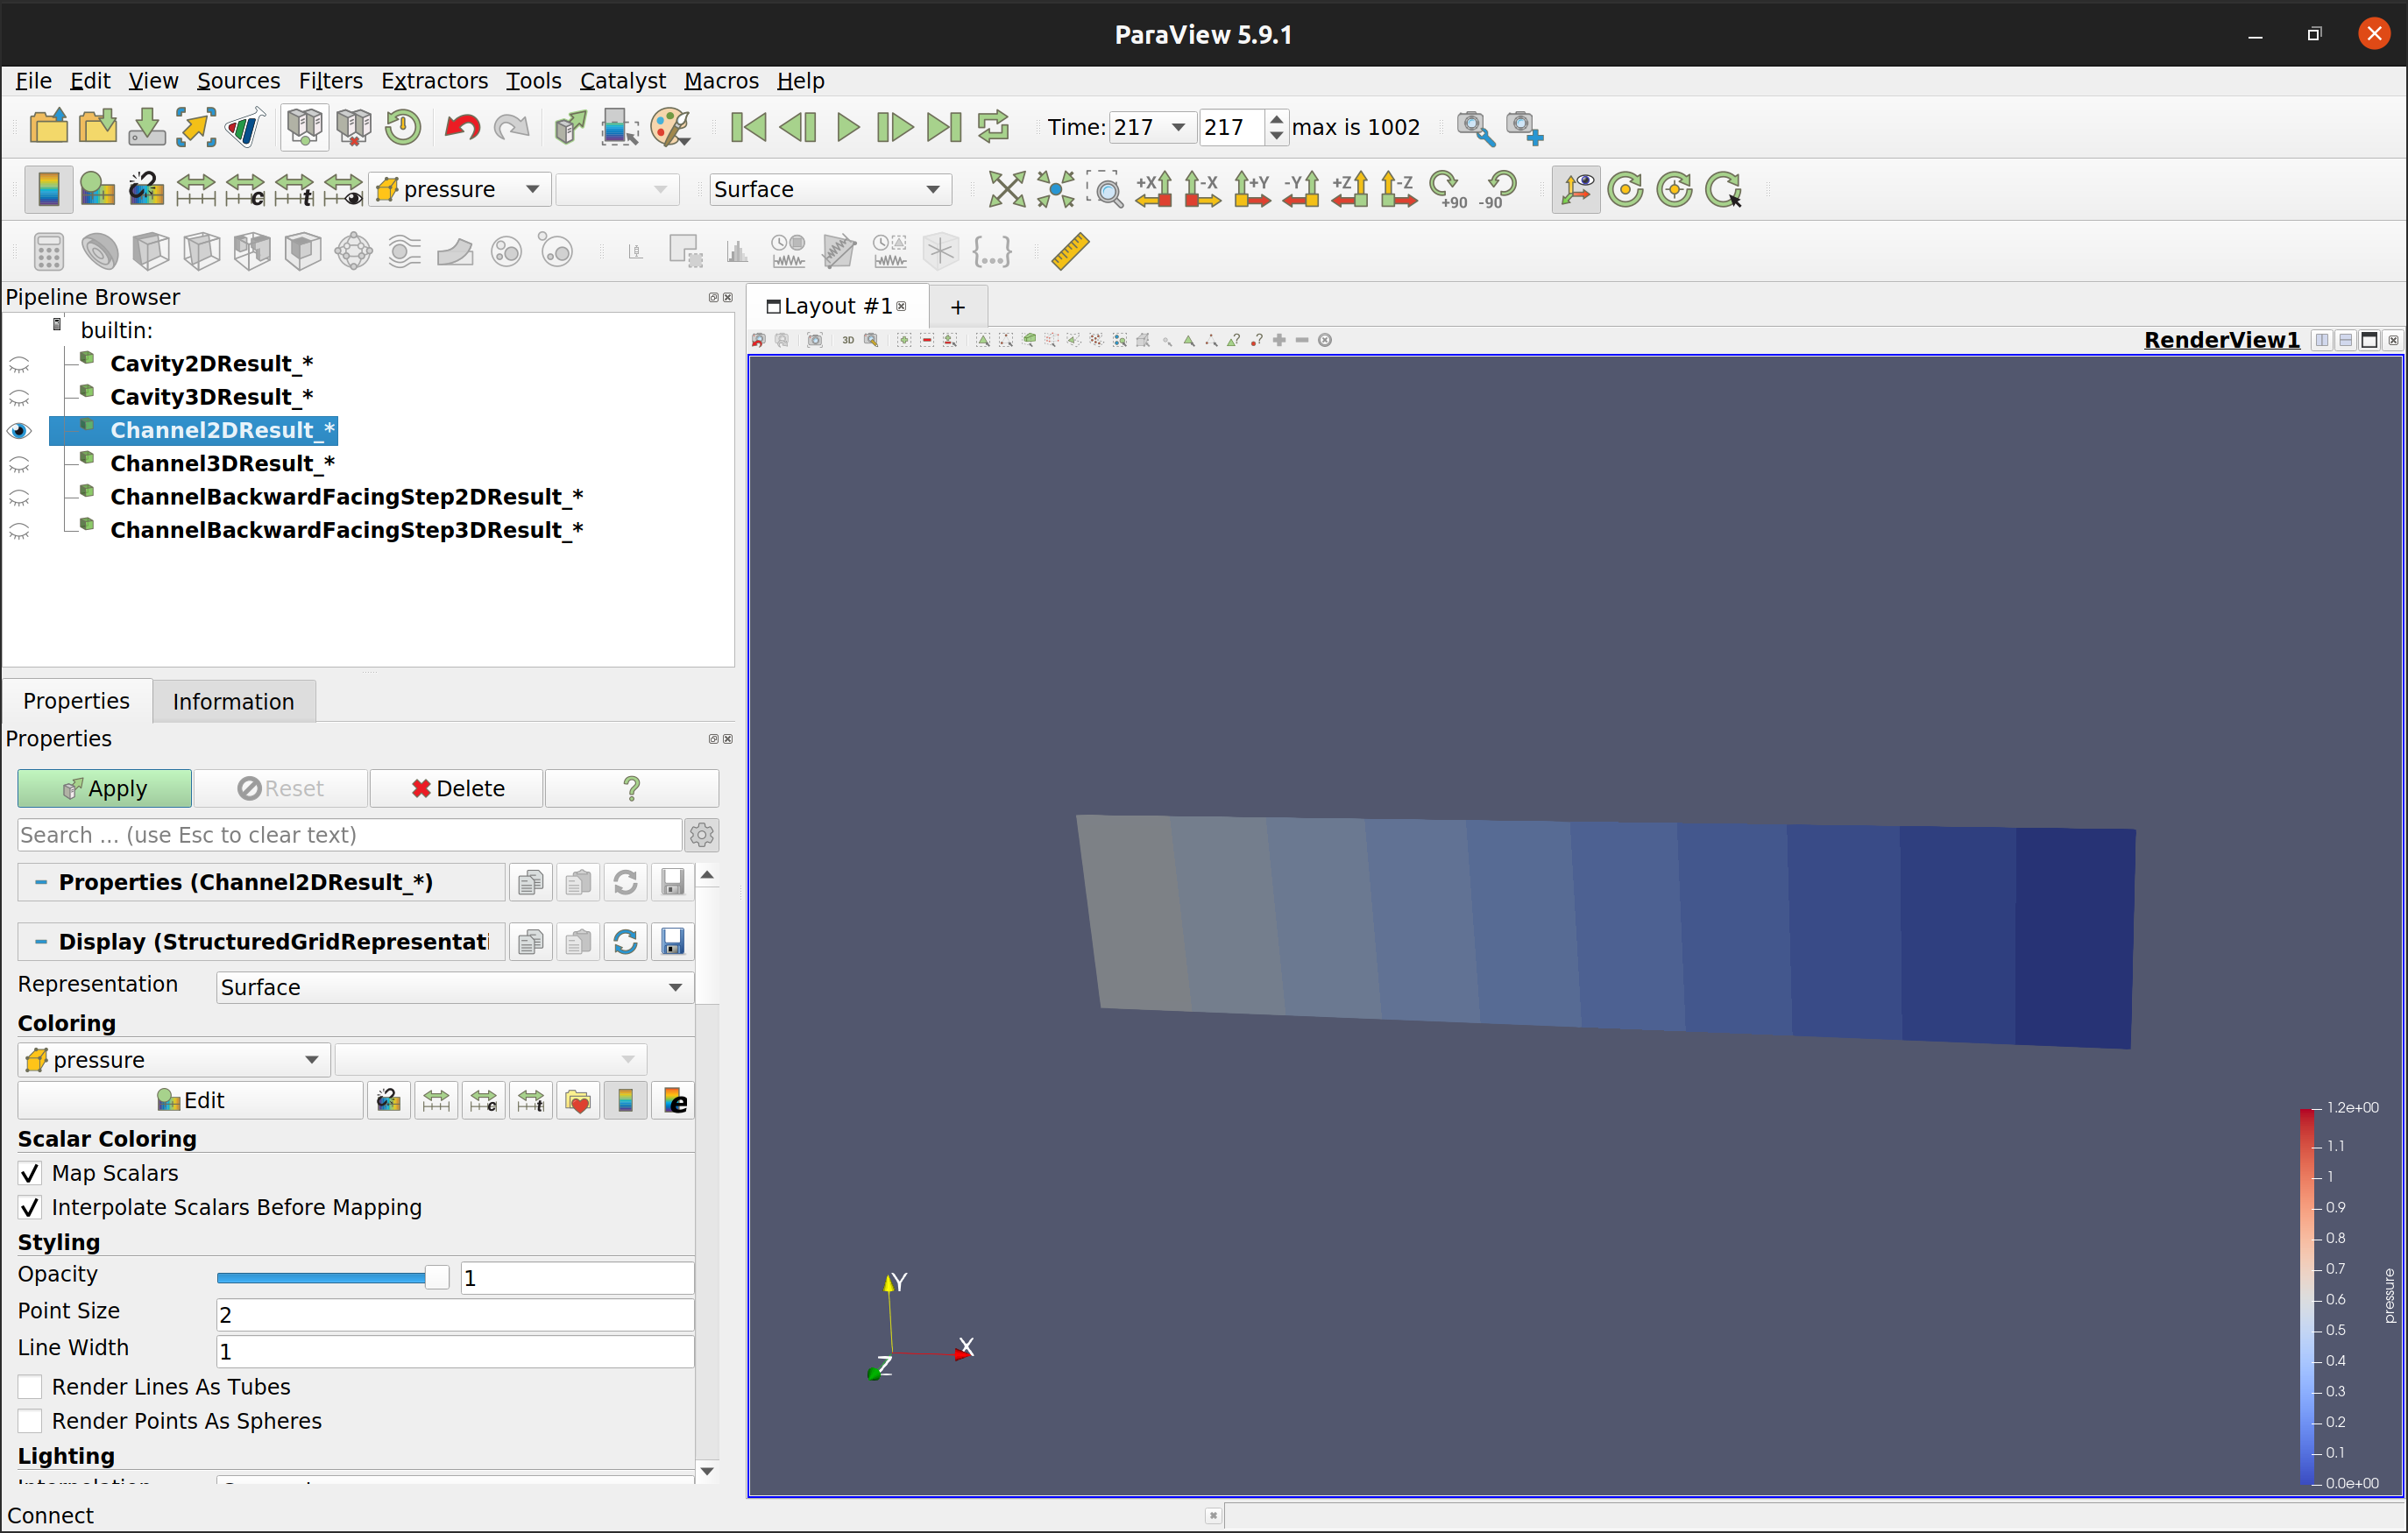 ParaView 5.9.1
File Edit View Sources Filters Extractors Tools Catalyst Macros Help
Time: 217 217 max is 1002
pressure Surface +X -X +Y -Y +Z -Z +90 -90
Pipeline Browser
Layout #1 +
builtin:
3D RenderView1
Cavity2DResult_*
Cavity3DResult_*
Channel2DResult_*
Channel3DResult_*
ChannelBackwardFacingStep2DResult_*
ChannelBackwardFacingStep3DResult_*
Properties Information
Properties
Apply Reset Delete ?
Search ... (use Esc to clear text)
Properties (Channel2DResult_*)
Display (StructuredGridRepresentati
Representation Surface
Coloring
pressure
Edit
Scalar Coloring
Map Scalars
Interpolate Scalars Before Mapping
Styling
Opacity 1
Point Size 2
Line Width 1
Render Lines As Tubes
Render Points As Spheres
Lighting
Y
X
Z
1.2e+00
1.1
1
0.9
0.8
0.7
0.6
0.5
0.4
0.3
0.2
0.1
0.0e+00
pressure
Connect